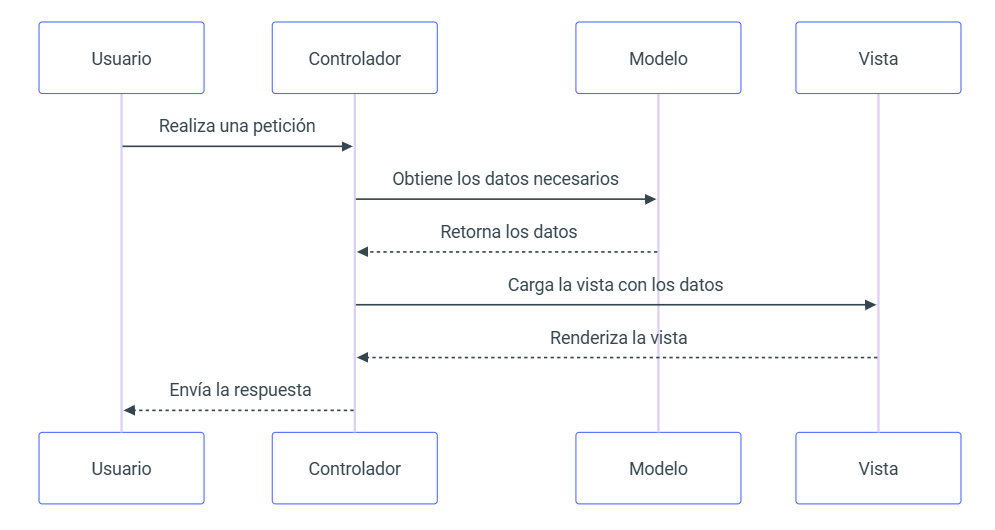 Usuario
Controlador
Modelo
Vista
Realiza una petición
Obtiene los datos necesarios
Retorna los datos
Carga la vista con los datos
Renderiza la vista
Envía la respuesta
Usuario
Controlador
Modelo
Vista